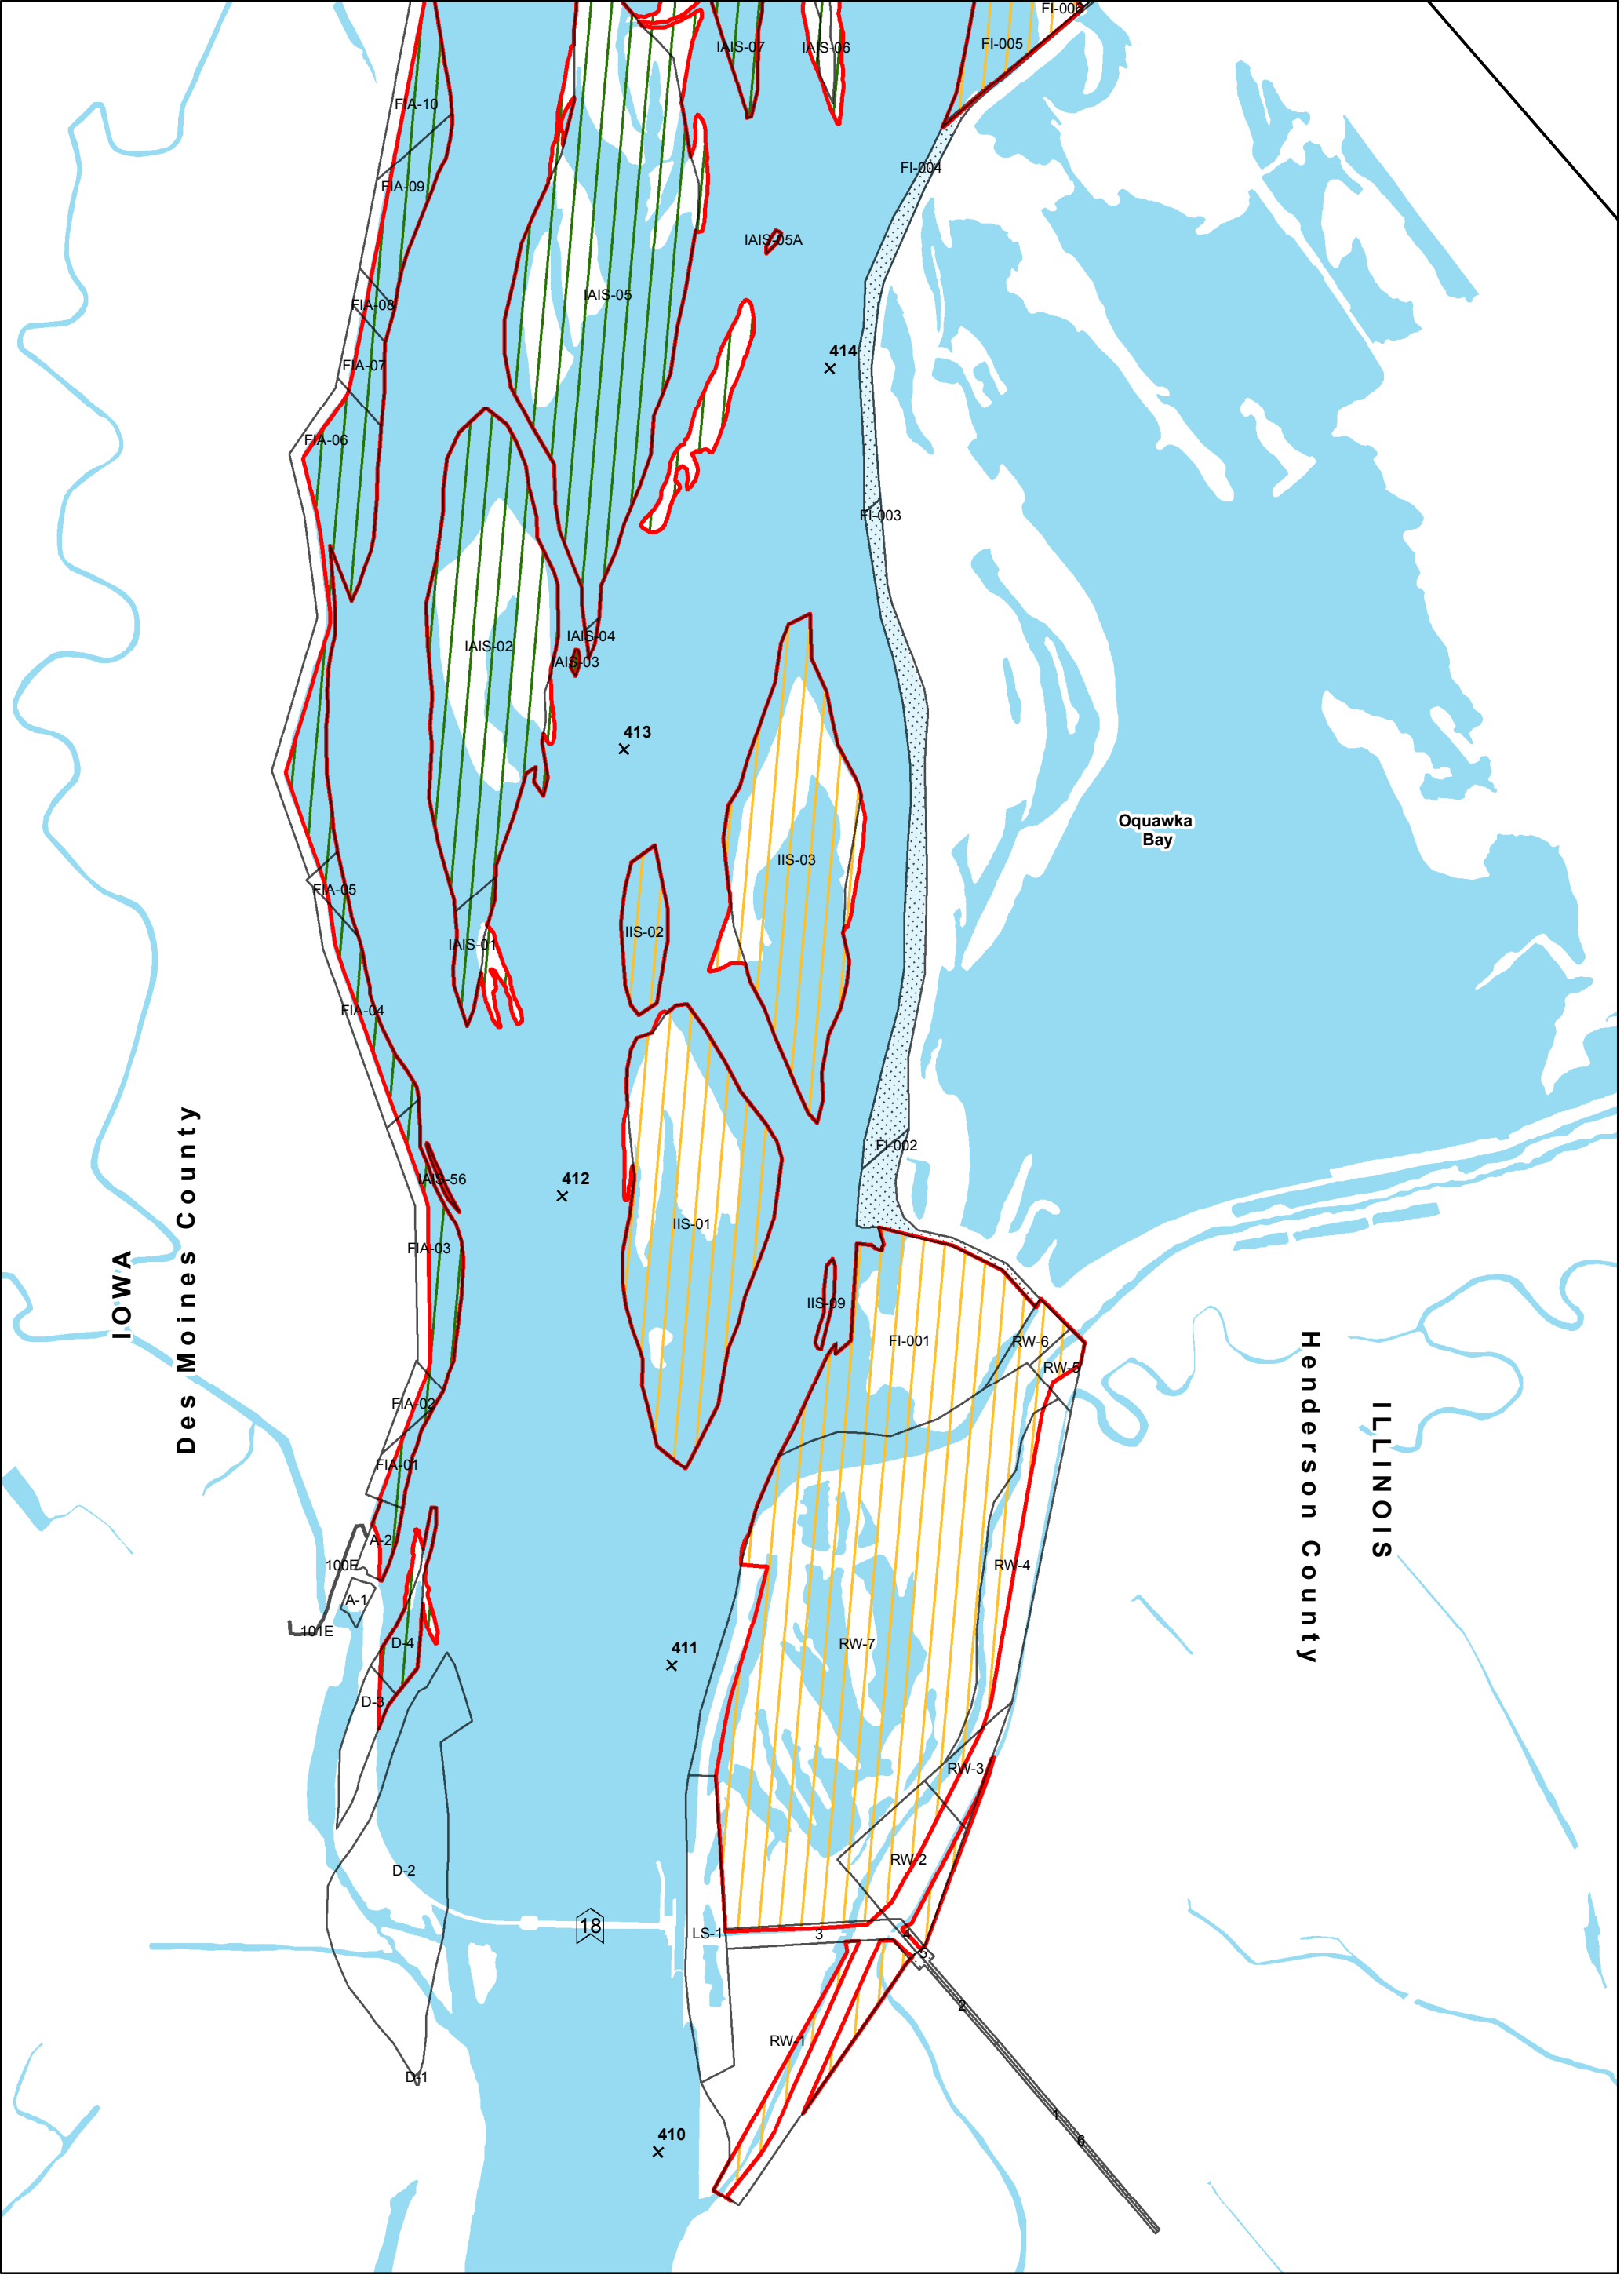 FI-006
FI-005
IAIS-07
IAIS-06
FIA-10
FI-004
FIA-09
IAIS-05A
IAIS-05
FIA-08
414
FIA-07
FIA-06
FI-003
IAIS-04
IAIS-02
IAIS-03
413
Oquawka
Bay
IIS-03
FIA-05
IIS-02
IAIS-01
FIA-04
FI-002
412
IAIS-56
IIS-01
FIA-03
IOWA
Des Moines County
IIS-09
FI-001
RW-6
RW-5
Henderson County
ILLINOIS
FIA-02
FIA-01
A-2
100E
RW-4
A-1
101E
D-4
RW-7
411
D-3
RW-3
RW-2
D-2
18
LS-1
3
4
5
2
RW-1
D-1
1
410
6